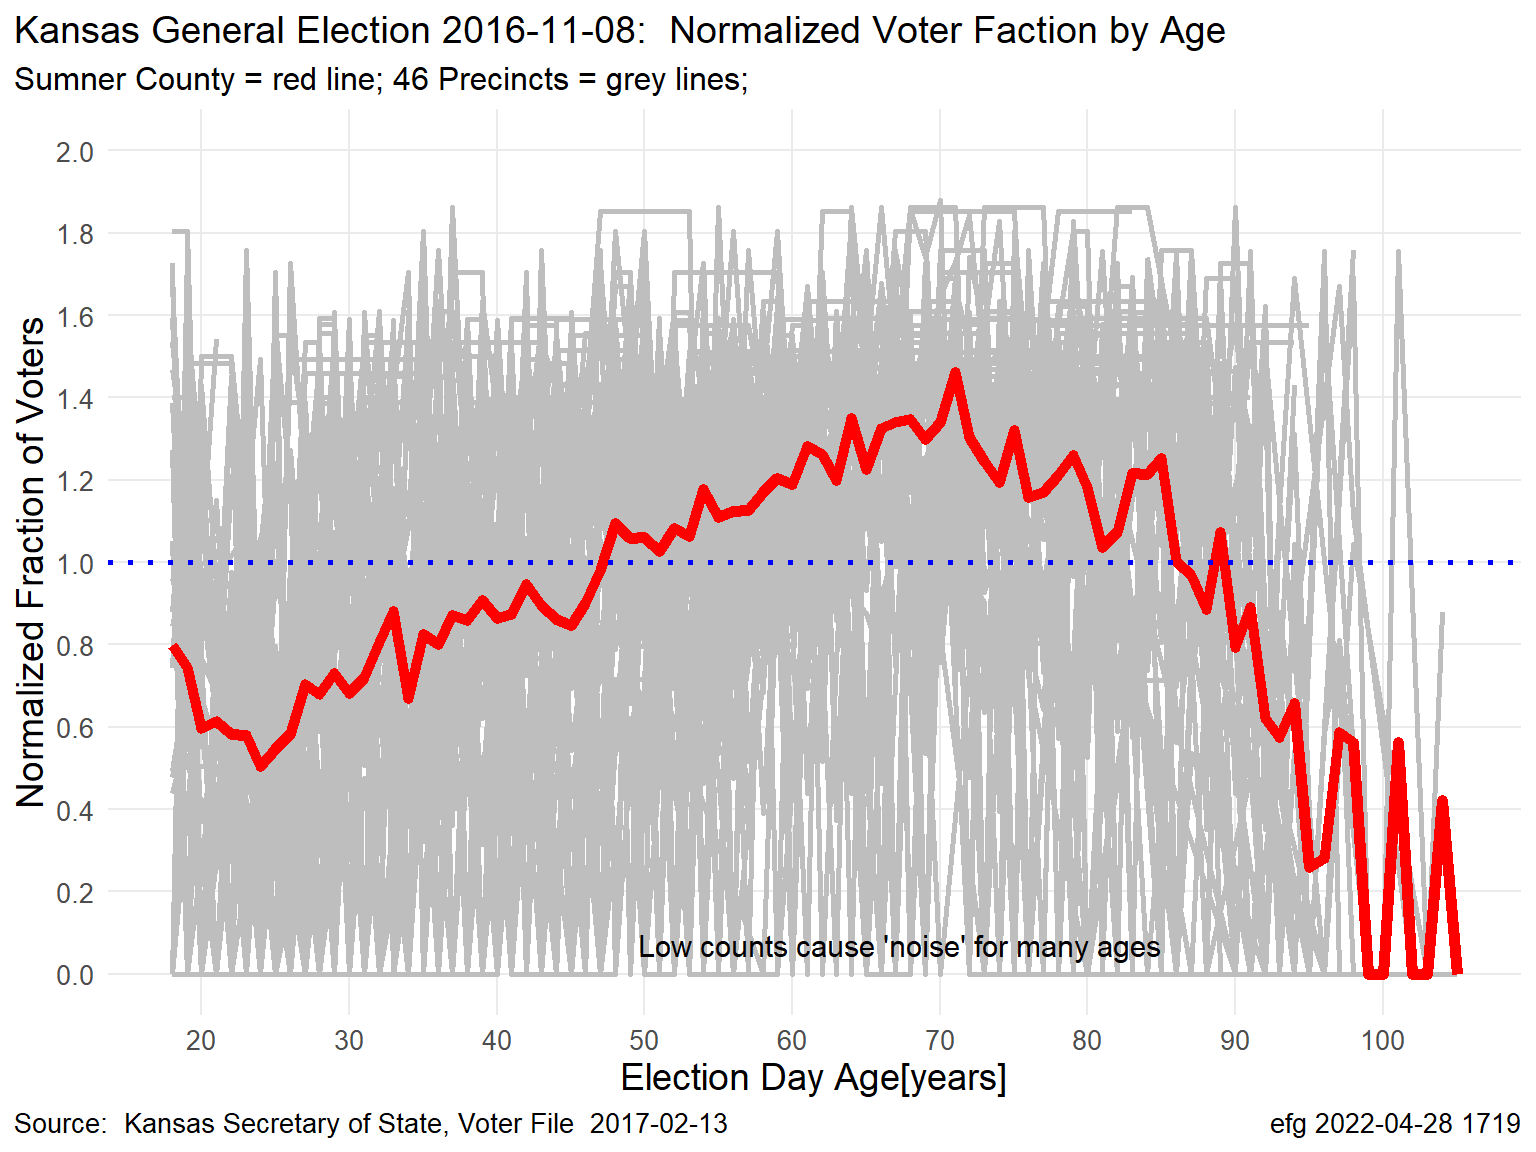 Kansas General Election 2016-11-08:  Normalized Voter Faction by Age
Sumner County = red line; 46 Precincts = grey lines;
Normalized Fraction of Voters
2.0
1.8
1.6
1.4
1.2
1.0
0.8
0.6
0.4
0.2
0.0
Low counts cause 'noise' for many ages
20 30 40 50 60 70 80 90 100
Election Day Age[years]
Source:  Kansas Secretary of State, Voter File  2017-02-13
efg 2022-04-28 1719